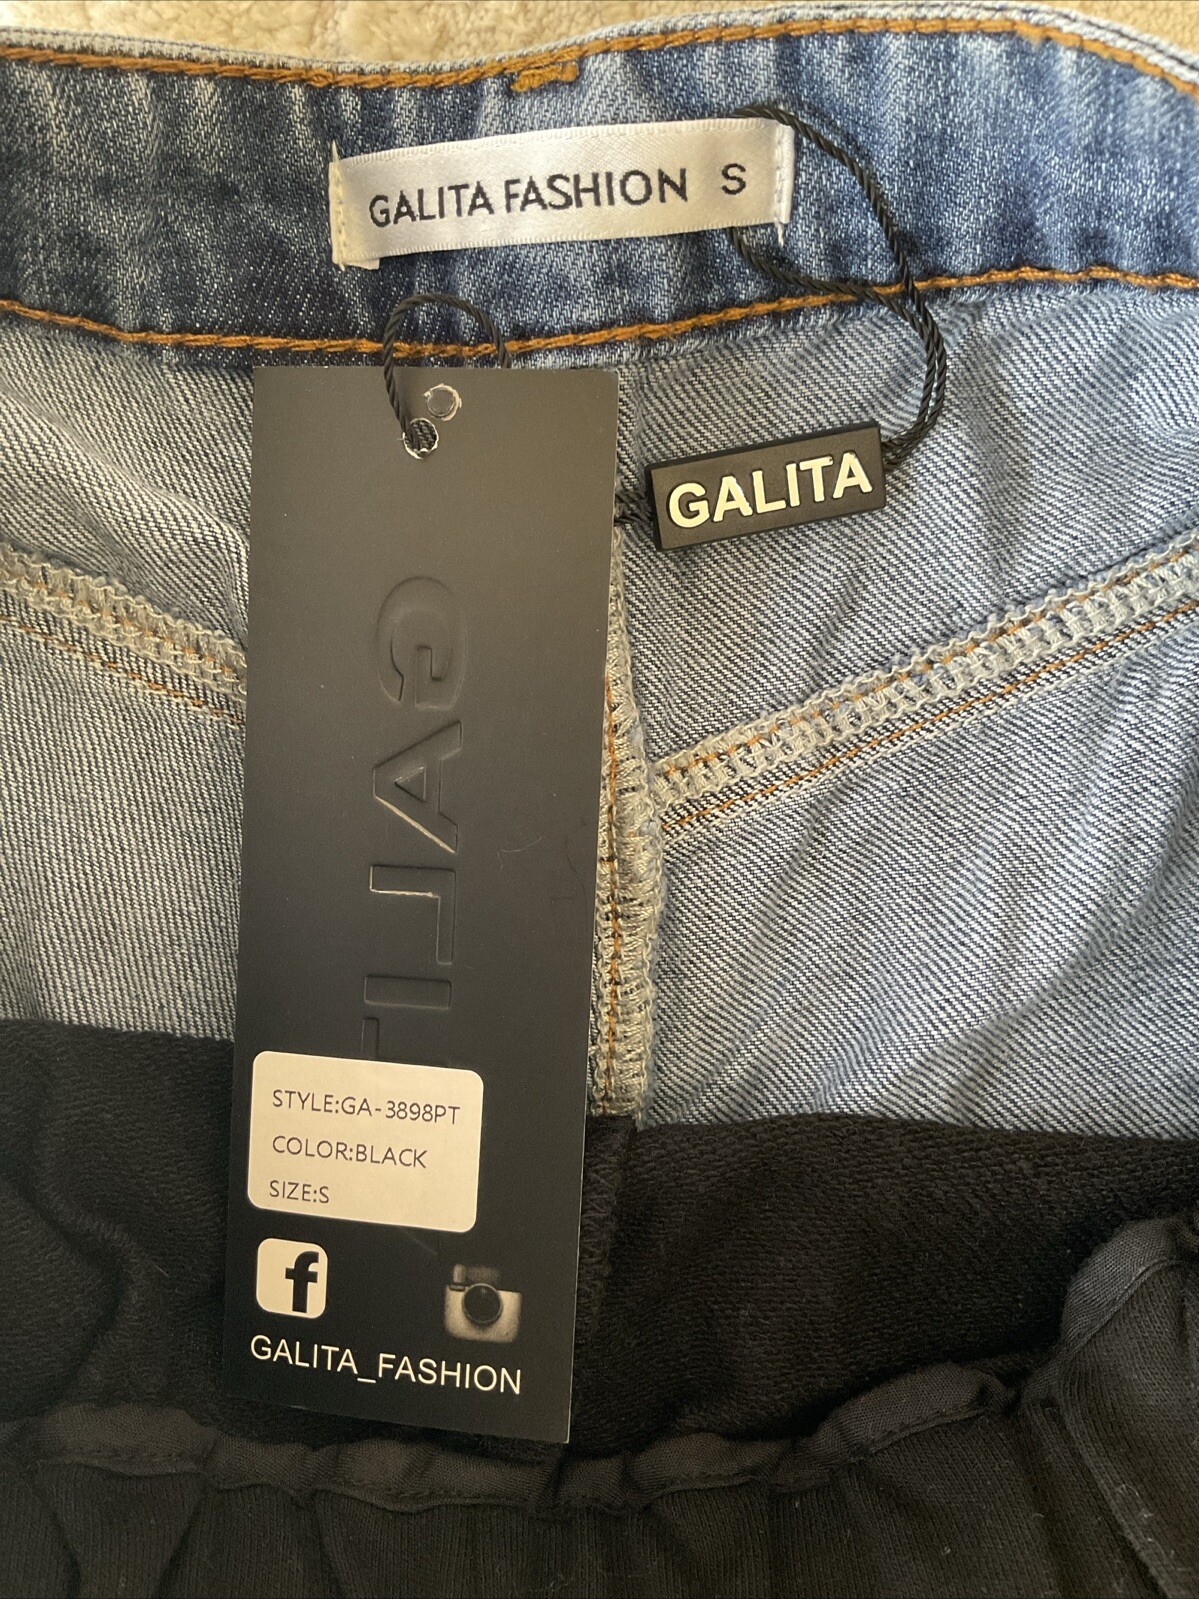 GALITA FASHION S
GALITA
GALITA
STYLE:GA-3898PT
COLOR:BLACK
SIZE:S
f
GALITA_FASHION